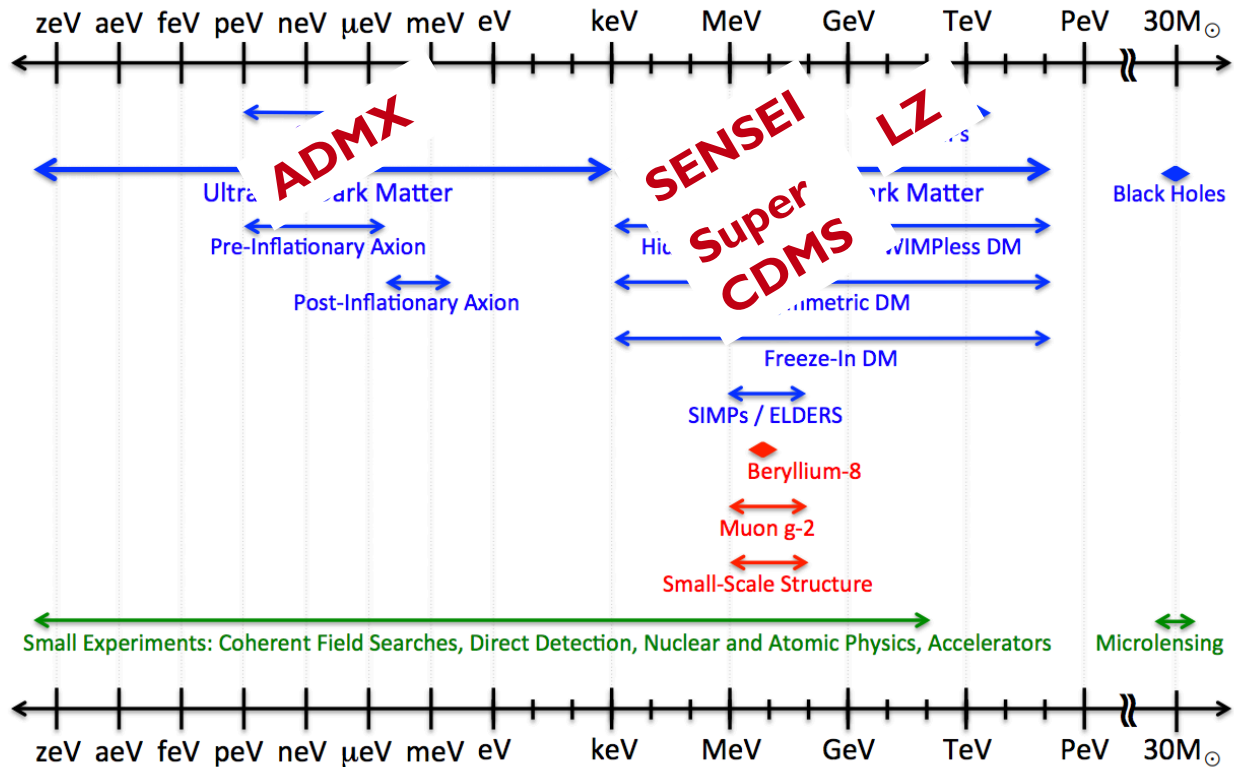 zeV aeV feV peV neV µeV meV eV keV MeV GeV TeV PeV 30M☉
ADMX
SENSEI
LZ
Ps
Ultra ark Matter
ark Matter
Black Holes
Super
CDMS
Pre-Inflationary Axion
Hid
WIMPless DM
Post-Inflationary Axion
mmetric DM
Freeze-In DM
SIMPs / ELDERS
Beryllium-8
Muon g-2
Small-Scale Structure
Small Experiments: Coherent Field Searches, Direct Detection, Nuclear and Atomic Physics, Accelerators
Microlensing
zeV aeV feV peV neV µeV meV eV keV MeV GeV TeV PeV 30M☉